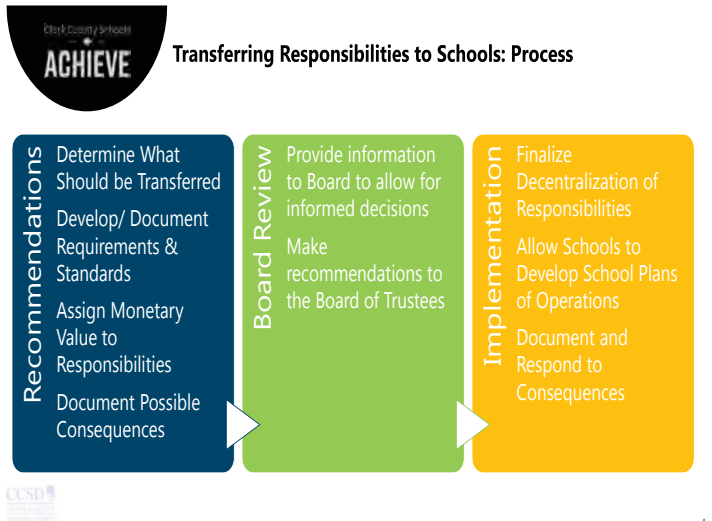 Clark County Schools
ACHIEVE
Transferring Responsibilities to Schools: Process
Recommendations
Determine What
Should be Transferred
Develop/ Document
Requirements &
Standards
Assign Monetary
Value to
Responsibilities
Document Possible
Consequences
Board Review
Provide information
to Board to allow for
informed decisions
Make
recommendations to
the Board of Trustees
Implementation
Finalize
Decentralization of
Responsibilities
Allow Schools to
Develop School Plans
of Operations
Document and
Respond to
Consequences
CCSD